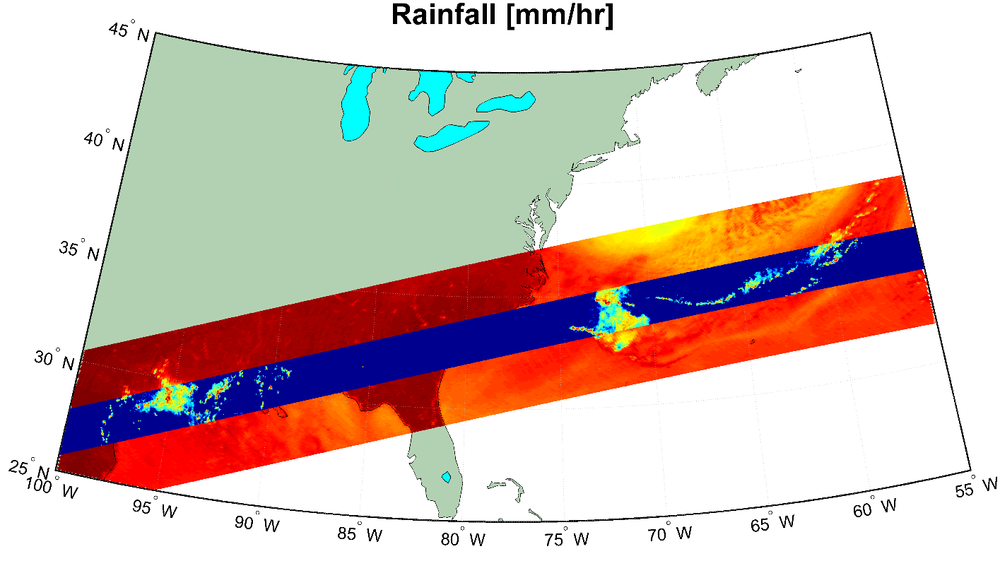 Rainfall [mm/hr]
45° N
40° N
35° N
30° N
25° N
100° W
95° W
90° W
85° W
80° W
75° W
70° W
65° W
60° W
55° W